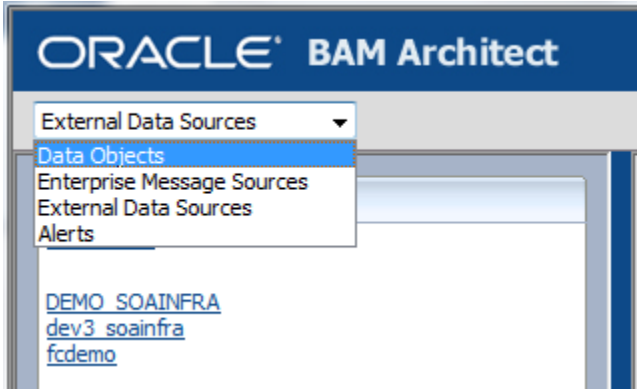 ORACLE BAM Architect
External Data Sources
Data Objects
Enterprise Message Sources
External Data Sources
Alerts
DEMO_SOAINFRA
dev3_soainfra
fcdemo